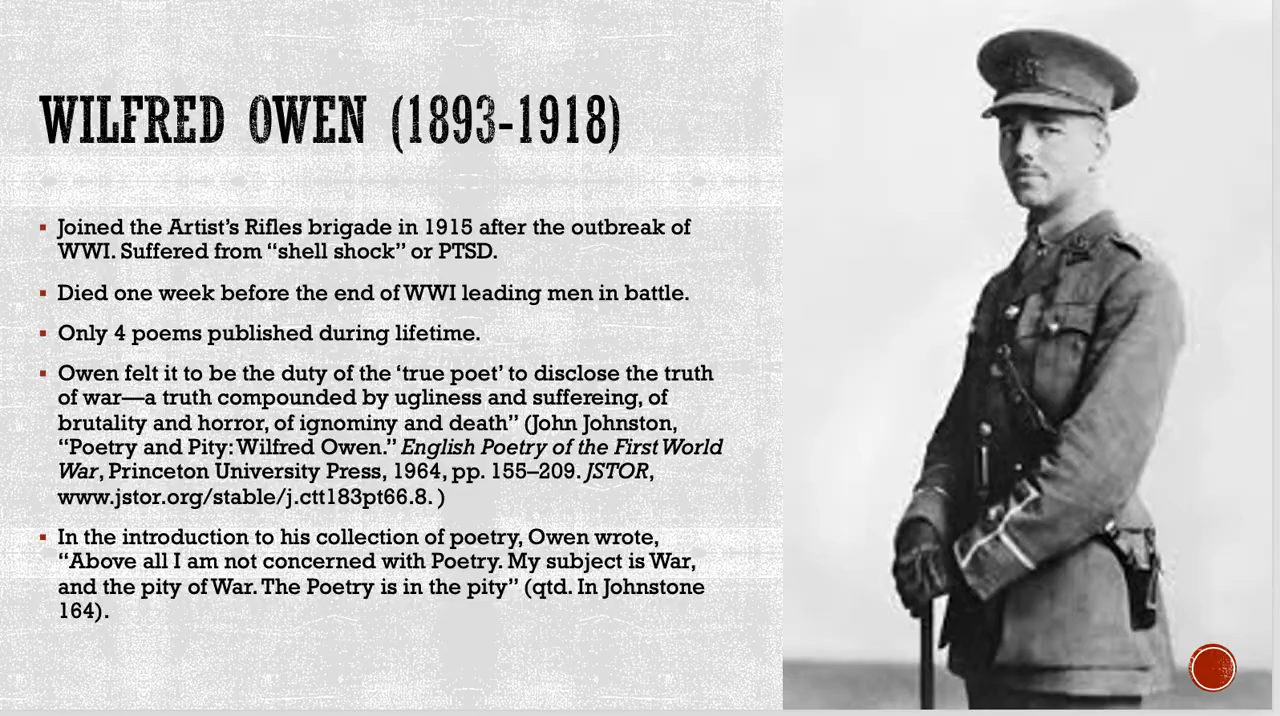 WILFRED OWEN (1893-1918)
▪ Joined the Artist’s Rifles brigade in 1915 after the outbreak of
WWI. Suffered from “shell shock” or PTSD.
▪ Died one week before the end of WWI leading men in battle.
▪ Only 4 poems published during lifetime.
▪ Owen felt it to be the duty of the ‘true poet’ to disclose the truth
of war—a truth compounded by ugliness and suffereing, of
brutality and horror, of ignominy and death” (John Johnston,
“Poetry and Pity: Wilfred Owen.” English Poetry of the First World
War, Princeton University Press, 1964, pp. 155–209. JSTOR,
www.jstor.org/stable/j.ctt183pt66.8. )
▪ In the introduction to his collection of poetry, Owen wrote,
“Above all I am not concerned with Poetry. My subject is War,
and the pity of War. The Poetry is in the pity” (qtd. In Johnstone
164).